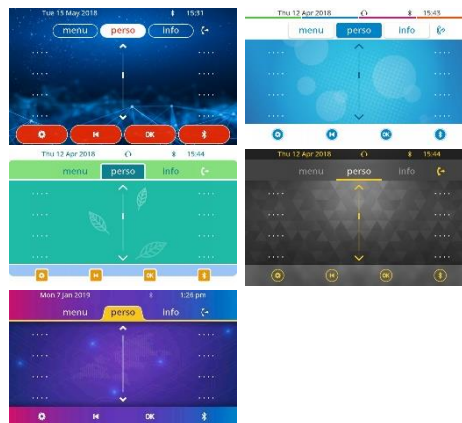 Tue 15 May 2018 15:31
menu perso info
OK
Thu 12 Apr 2018 15:43
menu perso info
OK
Thu 12 Apr 2018 15:44
menu perso info
OK
Thu 12 Apr 2018 15:44
menu perso info
OK
Mon 7 Jan 2019 1:26 pm
menu perso info
OK